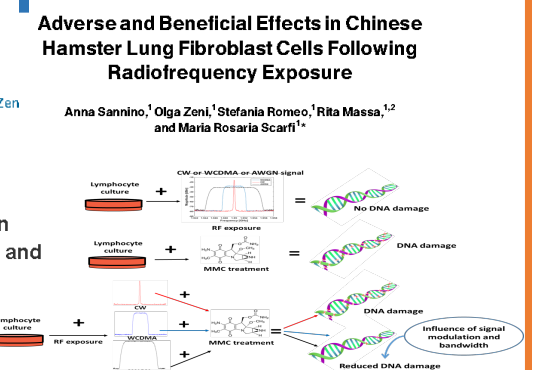 Adverse and Beneficial Effects in Chinese
Hamster Lung Fibroblast Cells Following
Radiofrequency Exposure
Zen
Anna Sannino,1 Olga Zeni,1 Stefania Romeo,1 Rita Massa,1,2
and Maria Rosaria Scarfì1*
CW or WCDMA or AWGN signal
Lymphocyte
culture
+
=
No DNA damage
RF exposure
n
and
Lymphocyte
culture
+
=
DNA damage
MMC treatment
+
DNA damage
CW
Lymphocyte
culture
+
RF exposure
+
=
WCDMA
MMC treatment
+
Influence of signal
modulation and
bandwidth
Reduced DNA damage